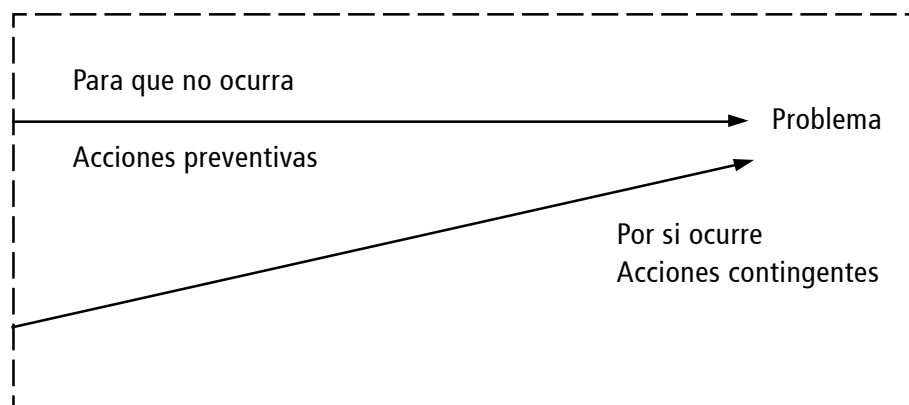 Para que no ocurra
Problema
Acciones preventivas
Por si ocurre
Acciones contingentes